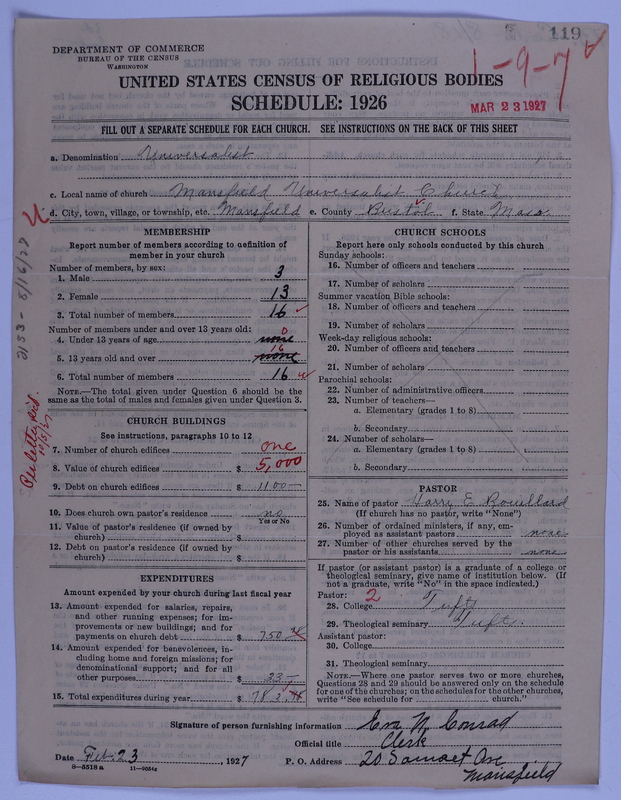 119
DEPARTMENT OF COMMERCE
BUREAU OF THE CENSUS
WASHINGTON
1-9-7
UNITED STATES CENSUS OF RELIGIOUS BODIES
SCHEDULE: 1926
MAR 23 1927
FILL OUT A SEPARATE SCHEDULE FOR EACH CHURCH. SEE INSTRUCTIONS ON THE BACK OF THIS SHEET
a. Denomination Universalist
c. Local name of church Mansfield Universalist Church
d. City, town, village, or township, etc. Mansfield e. County Bristol f. State Mass.
MEMBERSHIP
Report number of members according to definition of
member in your church
Number of members, by sex:
1. Male 3
2. Female 13
3. Total number of members 16
Number of members under and over 13 years old:
4. Under 13 years of age none 0
5. 13 years old and over none 16
6. Total number of members 16
NOTE.—The total given under Question 6 should be
same as the total of males and females given under Question 3.
CHURCH BUILDINGS
See instructions, paragraphs 10 to 12
7. Number of church edifices one
8. Value of church edifices $ 5,000
9. Debt on church edifices $ 1100—
10. Does church own pastor's residence? no
Yes or No
11. Value of pastor's residence (if owned by
church) $
12. Debt on pastor's residence (if owned by
church) $
EXPENDITURES
Amount expended by your church during last fiscal year
13. Amount expended for salaries, repairs,
and other running expenses; for im-
provements or new buildings; and for
payments on church debt $ 750
14. Amount expended for benevolences, in-
cluding home and foreign missions; for
denominational support; and for all
other purposes $ 33—
15. Total expenditures during year $ 783
CHURCH SCHOOLS
Report here only schools conducted by this church
Sunday schools:
16. Number of officers and teachers
17. Number of scholars
Summer vacation Bible schools:
18. Number of officers and teachers
19. Number of scholars
Week-day religious schools:
20. Number of officers and teachers
21. Number of scholars
Parochial schools:
22. Number of administrative officers
23. Number of teachers—
a. Elementary (grades 1 to 8)
b. Secondary
24. Number of scholars—
a. Elementary (grades 1 to 8)
b. Secondary
PASTOR
25. Name of pastor Harry E. Rouillard
(If church has no pastor, write "None")
26. Number of ordained ministers, if any, em-
ployed as assistant pastors none
27. Number of other churches served by the
pastor or his assistants none
If pastor (or assistant pastor) is a graduate of a college or
theological seminary, give name of institution below. (If
not a graduate, write "No" in the space indicated.)
Pastor: 2
28. College Tufts
29. Theological seminary Tufts.
Assistant pastor:
30. College
31. Theological seminary
NOTE.—Where one pastor serves two or more churches,
Questions 28 and 29 should be answered only on the schedule
for one of the churches; on the schedules for the other churches,
write "See schedule for church."
Signature of person furnishing information Eva N. Conrad
Official title Clerk
Date Feb. 23, 1927 P. O. Address 20 Samoset Ave
Mansfield
8-5518a 11-9024